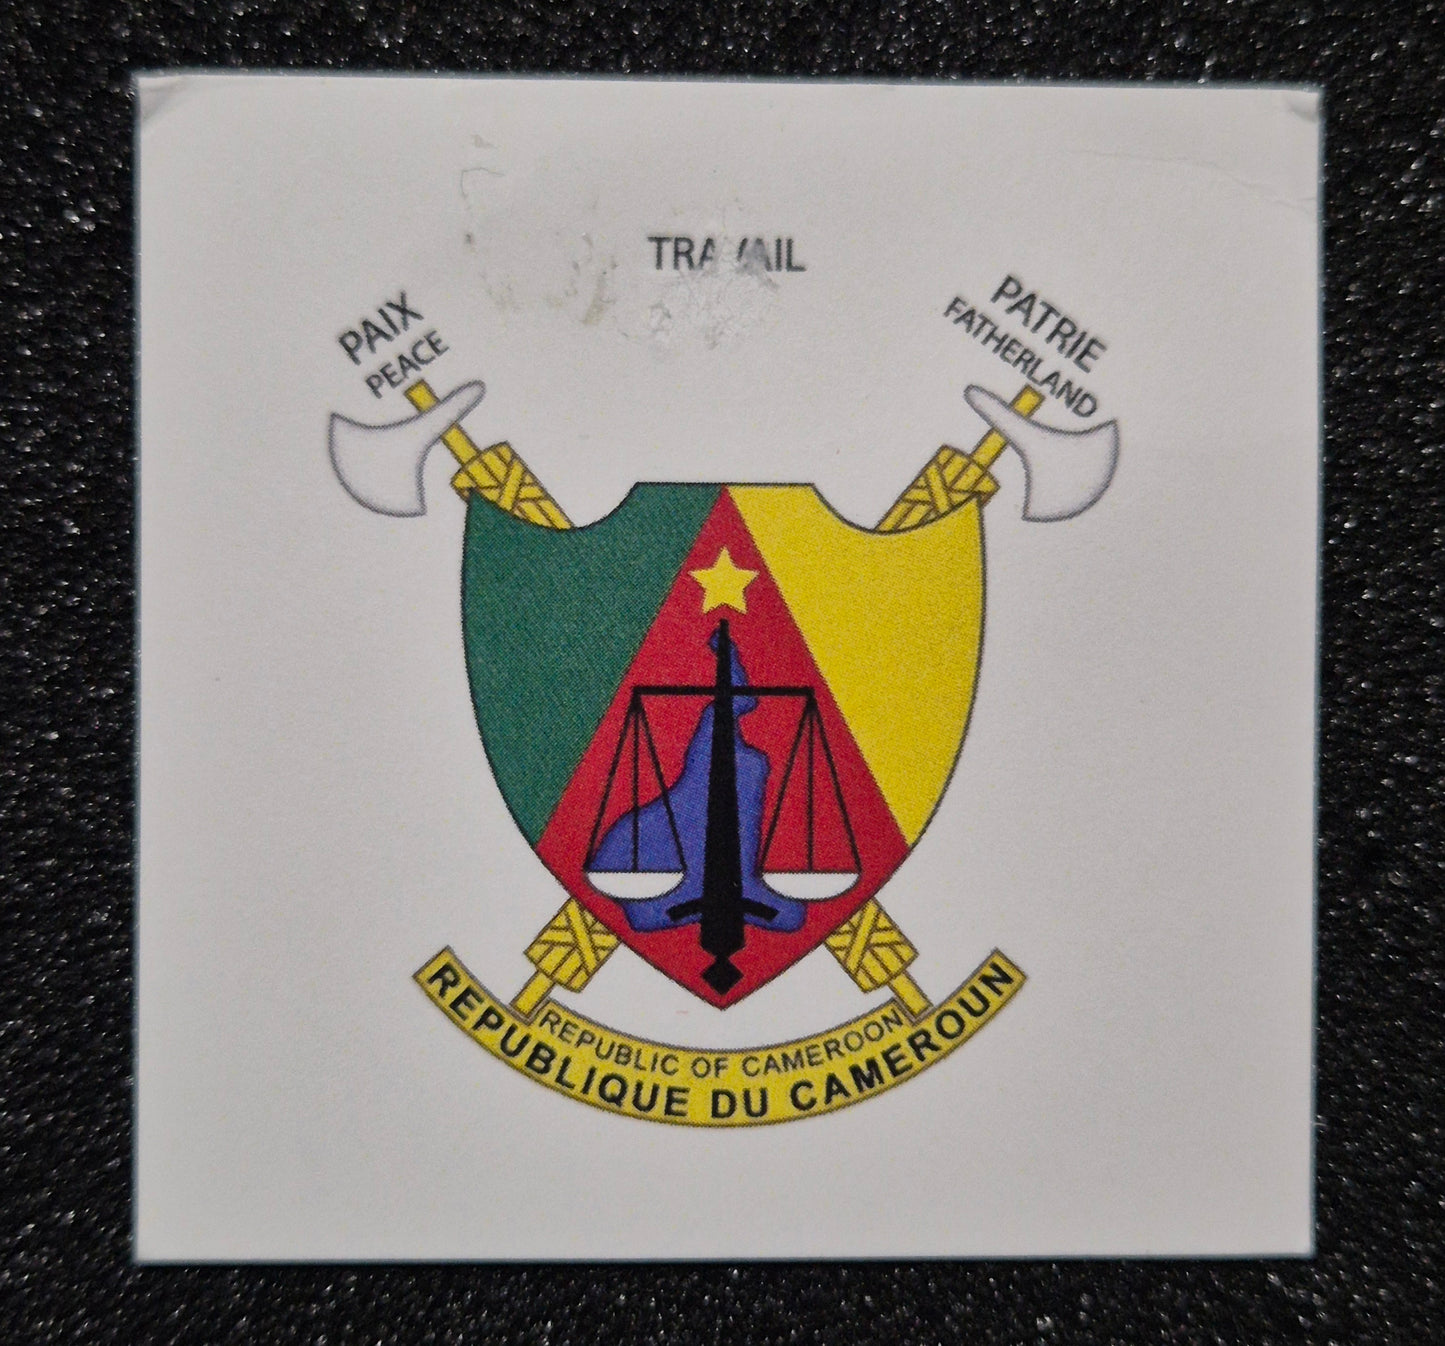 TRAVAIL
PAIX
PEACE
PATRIE
FATHERLAND
REPUBLIC OF CAMEROON
REPUBLIQUE DU CAMEROUN